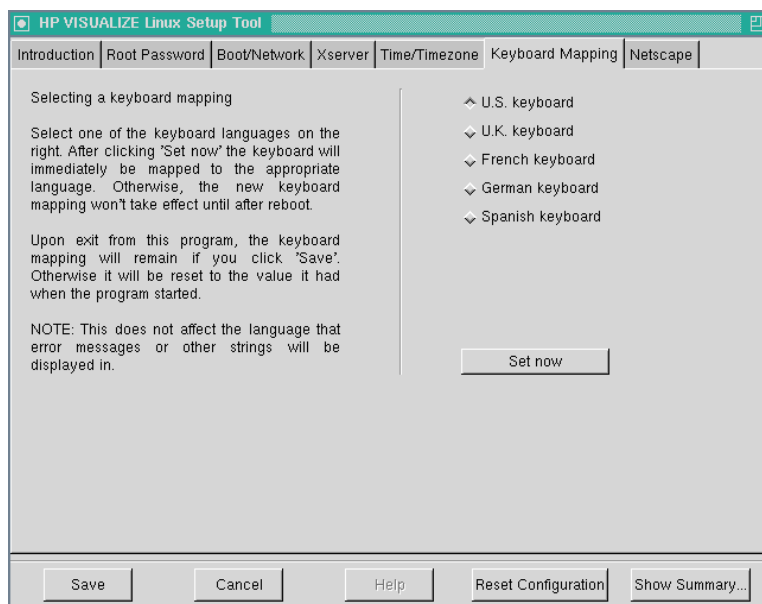 HP VISUALIZE Linux Setup Tool
Introduction Root Password Boot/Network Xserver Time/Timezone Keyboard Mapping Netscape
Selecting a keyboard mapping
Select one of the keyboard languages on the
right. After clicking 'Set now' the keyboard will
immediately be mapped to the appropriate
language. Otherwise, the new keyboard
mapping won't take effect until after reboot.
Upon exit from this program, the keyboard
mapping will remain if you click 'Save'.
Otherwise it will be reset to the value it had
when the program started.
NOTE: This does not affect the language that
error messages or other strings will be
displayed in.
U.S. keyboard
U.K. keyboard
French keyboard
German keyboard
Spanish keyboard
Set now
Save Cancel Help Reset Configuration Show Summary...